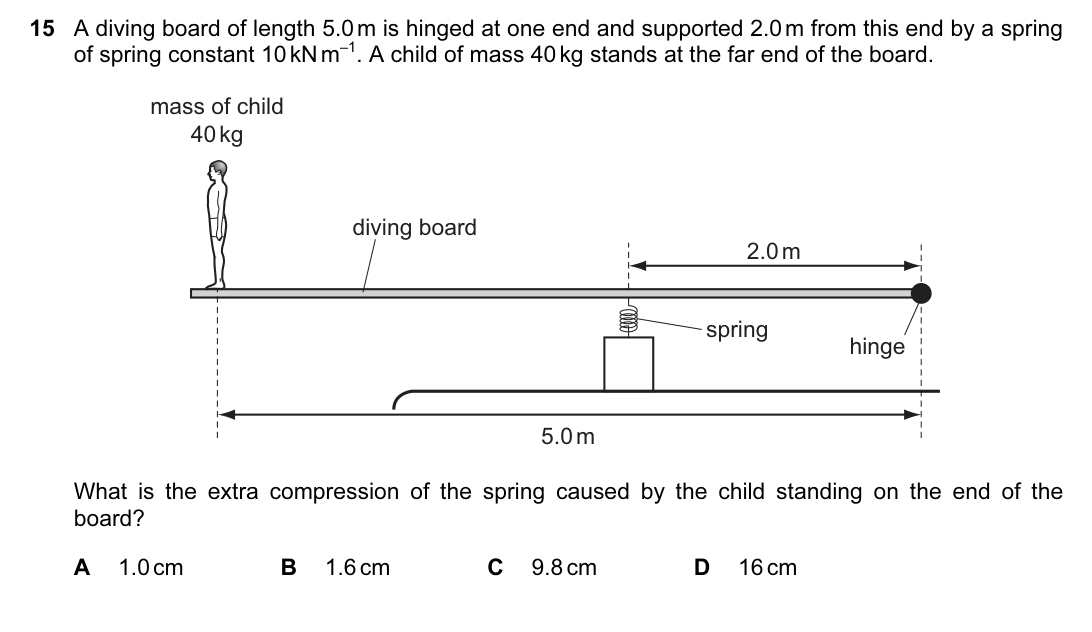 15 A diving board of length 5.0 m is hinged at one end and supported 2.0 m from this end by a spring
of spring constant 10 kN m⁻¹. A child of mass 40 kg stands at the far end of the board.
mass of child
40 kg
diving board
2.0 m
spring
hinge
5.0 m
What is the extra compression of the spring caused by the child standing on the end of the
board?
A 1.0 cm B 1.6 cm C 9.8 cm D 16 cm